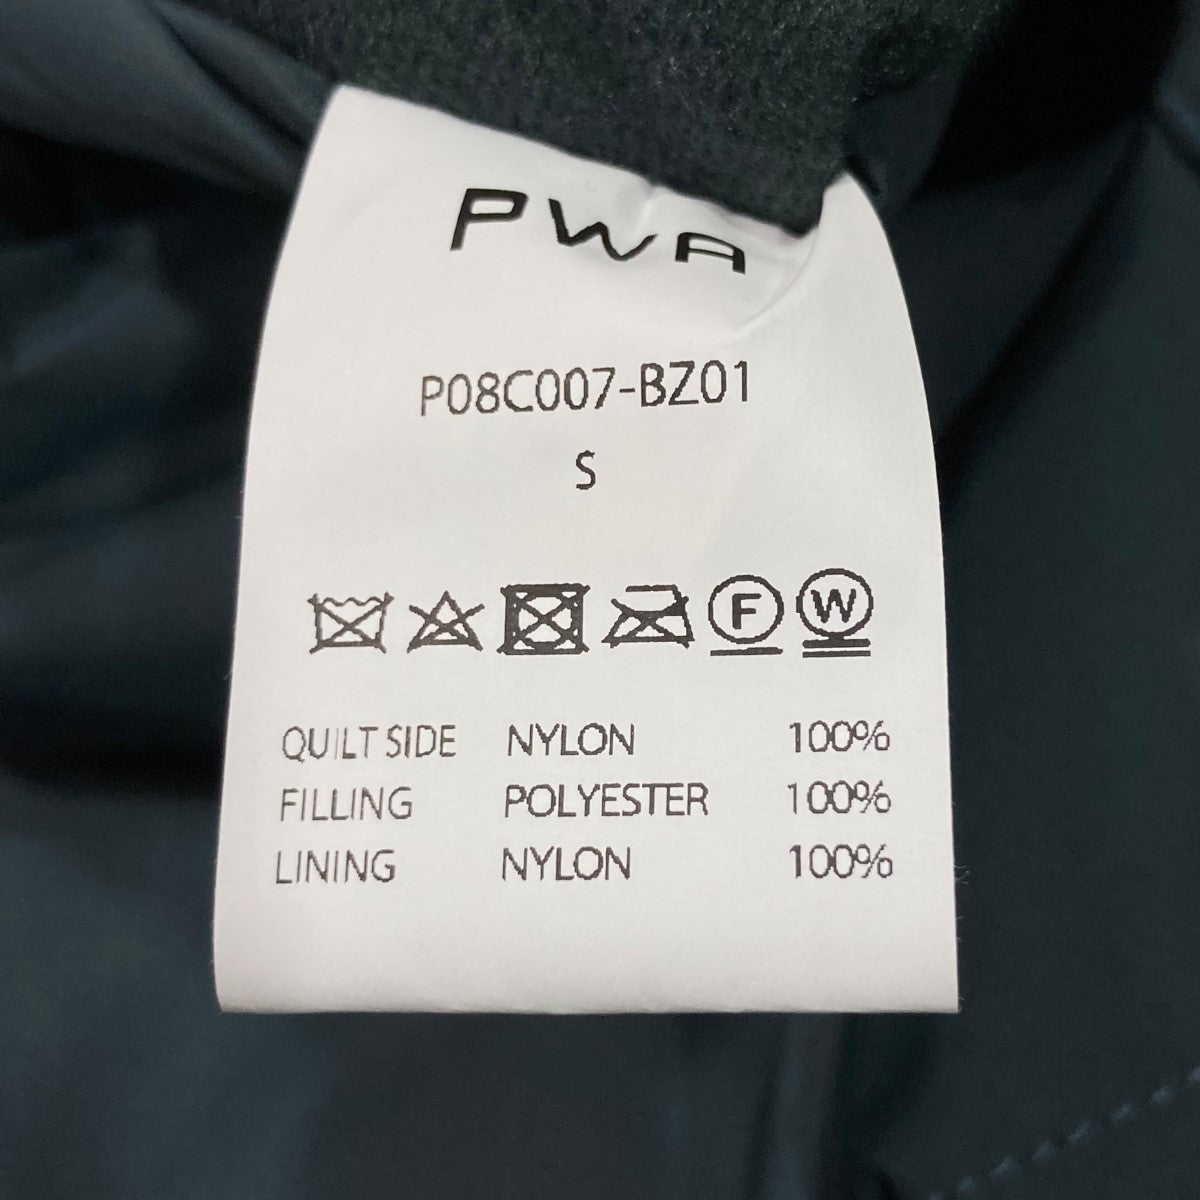 PWA
P08C007-BZ01
S
F W
QUILT SIDE NYLON 100%
FILLING POLYESTER 100%
LINING NYLON 100%